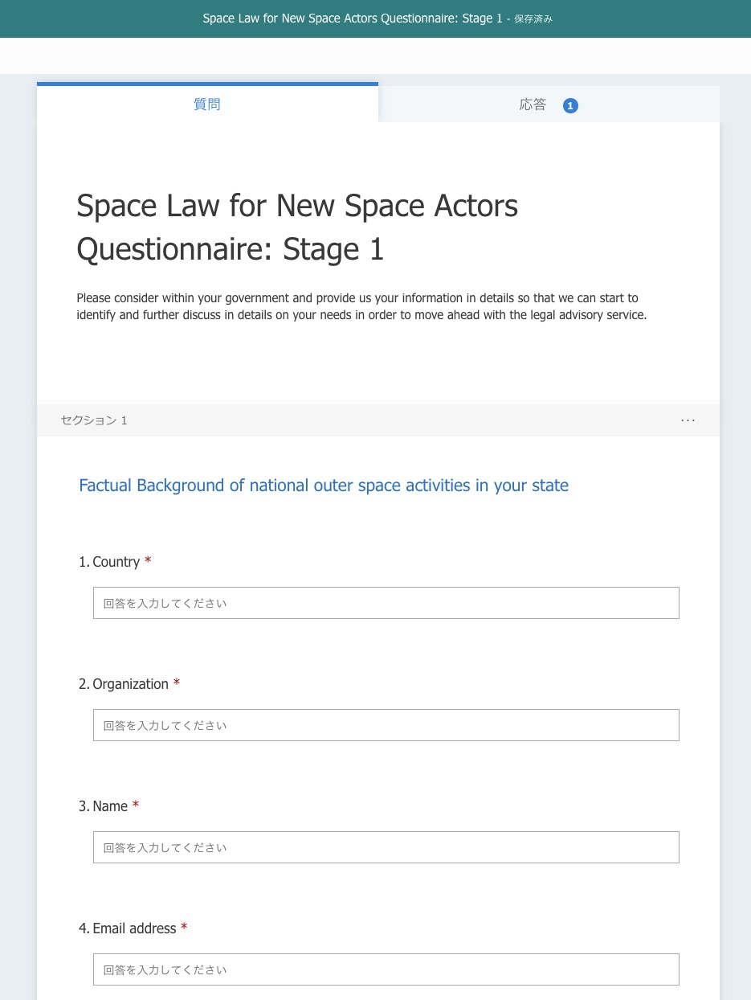 Space Law for New Space Actors Questionnaire: Stage 1 - 保存済み
質問
応答 1
Space Law for New Space Actors
Questionnaire: Stage 1
Please consider within your government and provide us your information in details so that we can start to
identify and further discuss in details on your needs in order to move ahead with the legal advisory service.
セクション 1
...
Factual Background of national outer space activities in your state
1. Country *
回答を入力してください
2. Organization *
回答を入力してください
3. Name *
回答を入力してください
4. Email address *
回答を入力してください